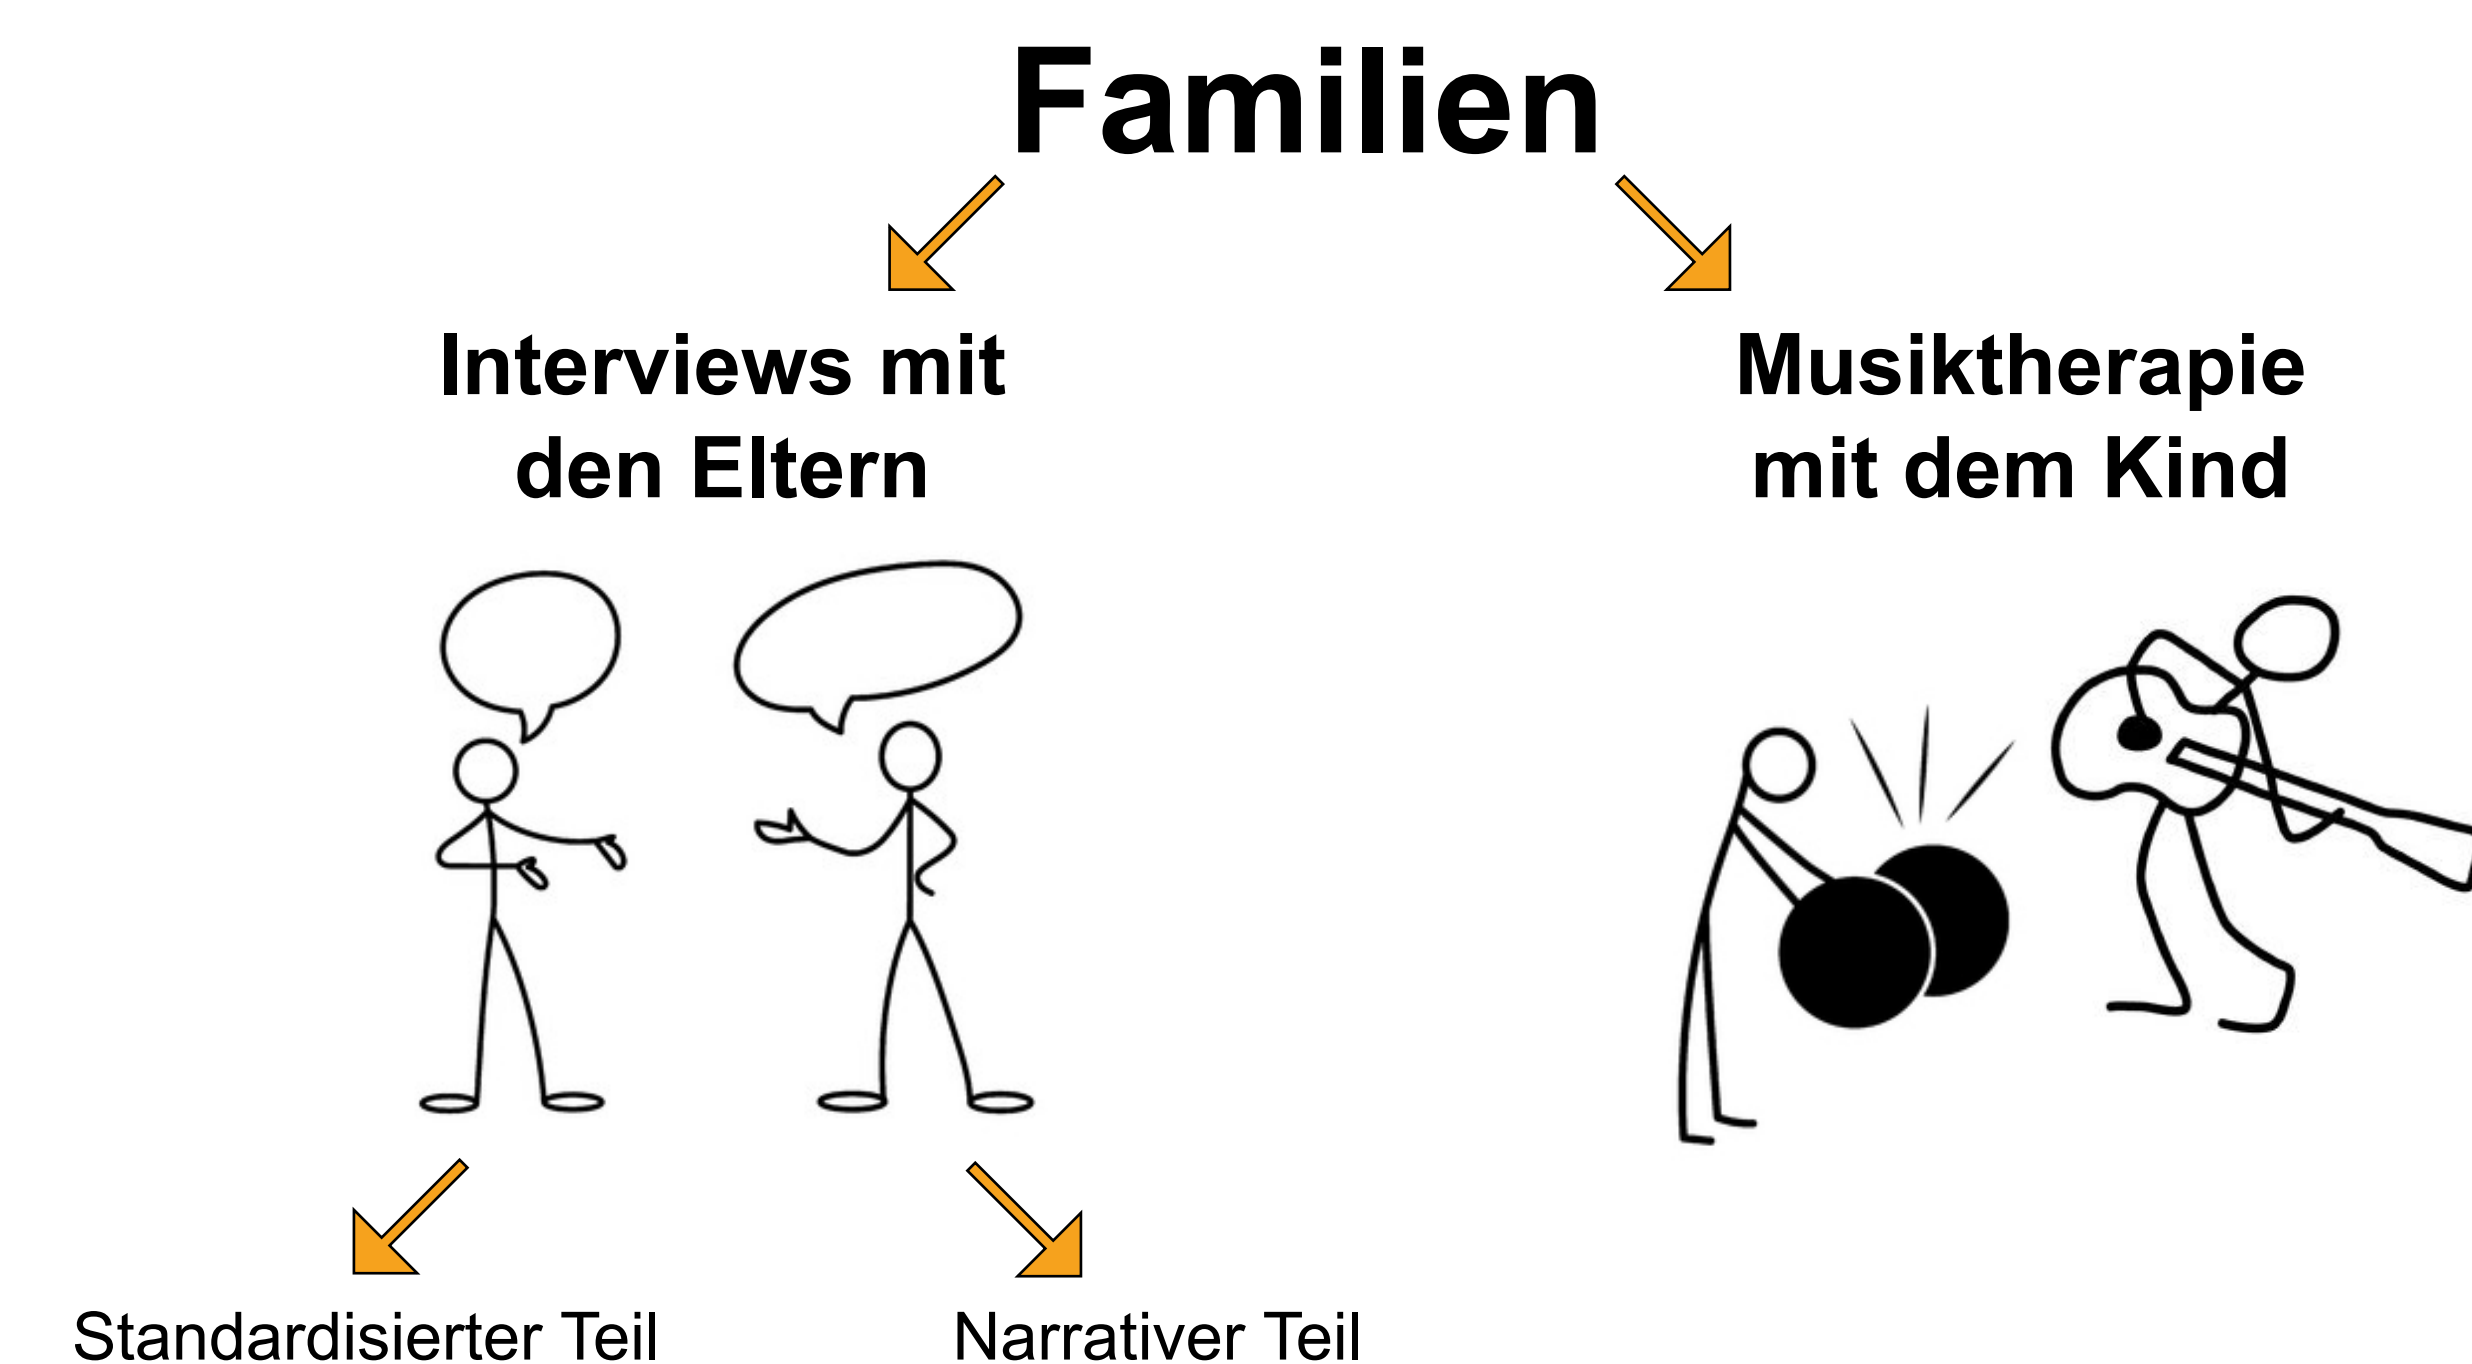 Familien
Interviews mit
den Eltern
Musiktherapie
mit dem Kind
Standardisierter Teil
Narrativer Teil